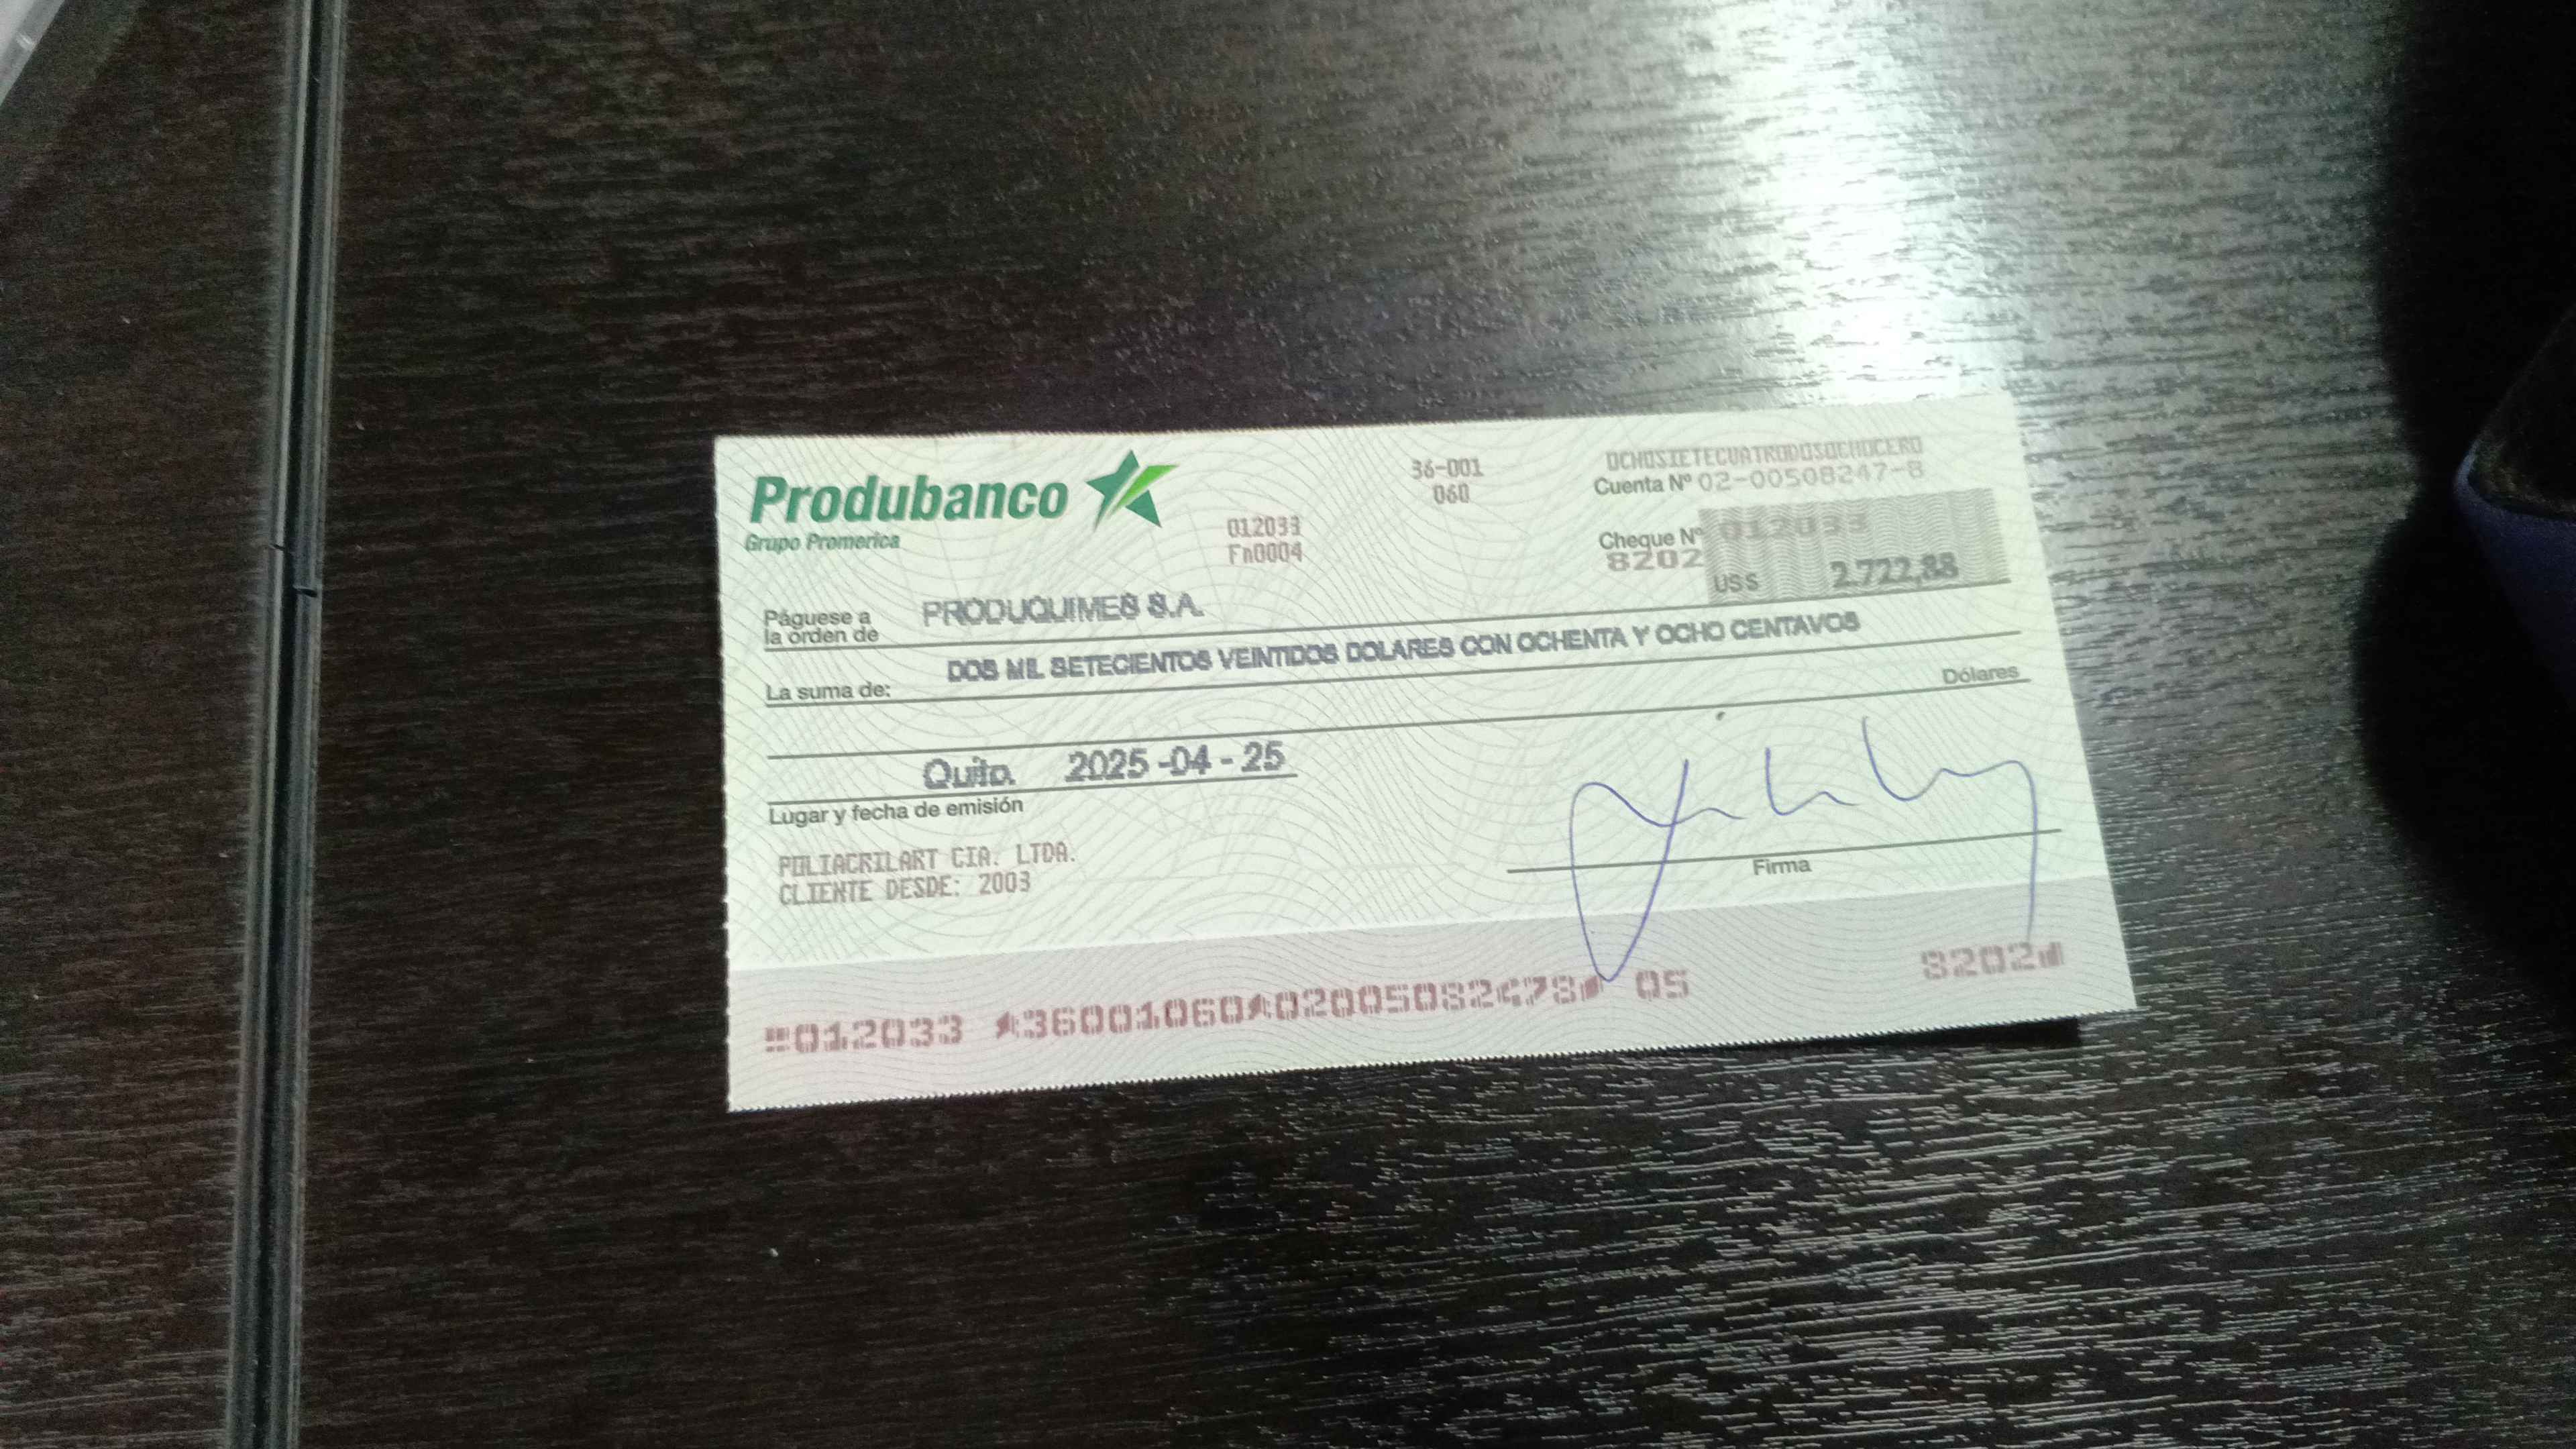 Produbanco
Grupo Promerica
012033
Fn0004
36-001
060
OCHOSIETECUATRODOSOCHOCERO
Cuenta Nº 02-00508247-8
Cheque Nº 012033
8202
US$ 2.722,88
Páguese a
la orden de PRODUQUIMES S.A.
La suma de: DOS MIL SETECIENTOS VEINTIDOS DOLARES CON OCHENTA Y OCHO CENTAVOS
Dólares
Quito. 2025 -04 - 25
Lugar y fecha de emisión
POLIACRILART CIA. LTDA.
CLIENTE DESDE: 2003
Firma
012033 36001060 02005082478 05 8202